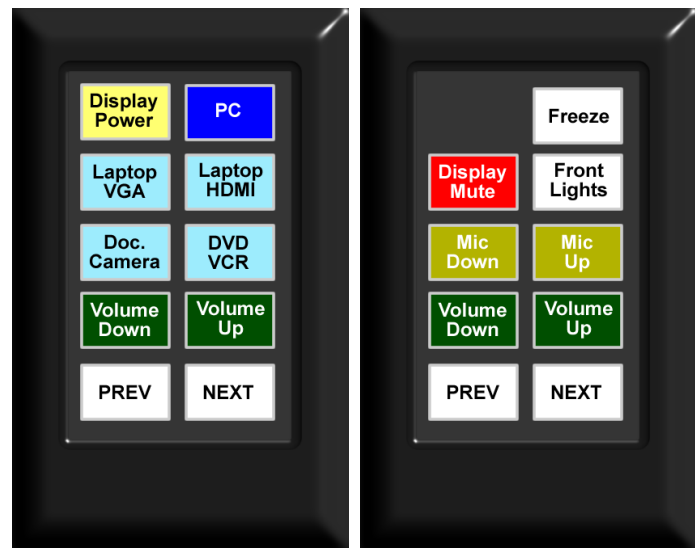 Display
Power
PC
Laptop
VGA
Laptop
HDMI
Doc.
Camera
DVD
VCR
Volume
Down
Volume
Up
PREV
NEXT
Freeze
Display
Mute
Front
Lights
Mic
Down
Mic
Up
Volume
Down
Volume
Up
PREV
NEXT